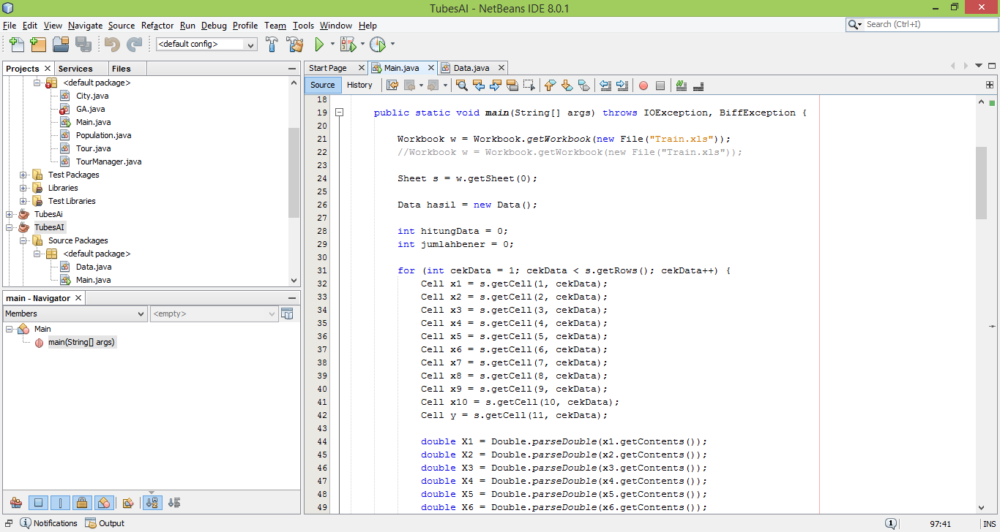 TubesAI - NetBeans IDE 8.0.1
File Edit View Navigate Source Refactor Run Debug Profile Team Tools Window Help
Search (Ctrl+I)
<default config>
Projects Services Files
<default package>
City.java
GA.java
Main.java
Population.java
Tour.java
TourManager.java
Test Packages
Libraries
Test Libraries
TubesAi
TubesAI
Source Packages
<default package>
Data.java
Main.java
main - Navigator
Members <empty>
Main
main(String[] args)
Start Page Main.java Data.java
Source History
18
19 public static void main(String[] args) throws IOException, BiffException {
20
21 Workbook w = Workbook.getWorkbook(new File("Train.xls"));
22 //Workbook w = Workbook.getWorkbook(new File("Train.xls"));
23
24 Sheet s = w.getSheet(0);
25
26 Data hasil = new Data();
27
28 int hitungData = 0;
29 int jumlahbener = 0;
30
31 for (int cekData = 1; cekData < s.getRows(); cekData++) {
32 Cell x1 = s.getCell(1, cekData);
33 Cell x2 = s.getCell(2, cekData);
34 Cell x3 = s.getCell(3, cekData);
35 Cell x4 = s.getCell(4, cekData);
36 Cell x5 = s.getCell(5, cekData);
37 Cell x6 = s.getCell(6, cekData);
38 Cell x7 = s.getCell(7, cekData);
39 Cell x8 = s.getCell(8, cekData);
40 Cell x9 = s.getCell(9, cekData);
41 Cell x10 = s.getCell(10, cekData);
42 Cell y = s.getCell(11, cekData);
43
44 double X1 = Double.parseDouble(x1.getContents());
45 double X2 = Double.parseDouble(x2.getContents());
46 double X3 = Double.parseDouble(x3.getContents());
47 double X4 = Double.parseDouble(x4.getContents());
48 double X5 = Double.parseDouble(x5.getContents());
49 double X6 = Double.parseDouble(x6.getContents());
Notifications Output
1 97:41 INS